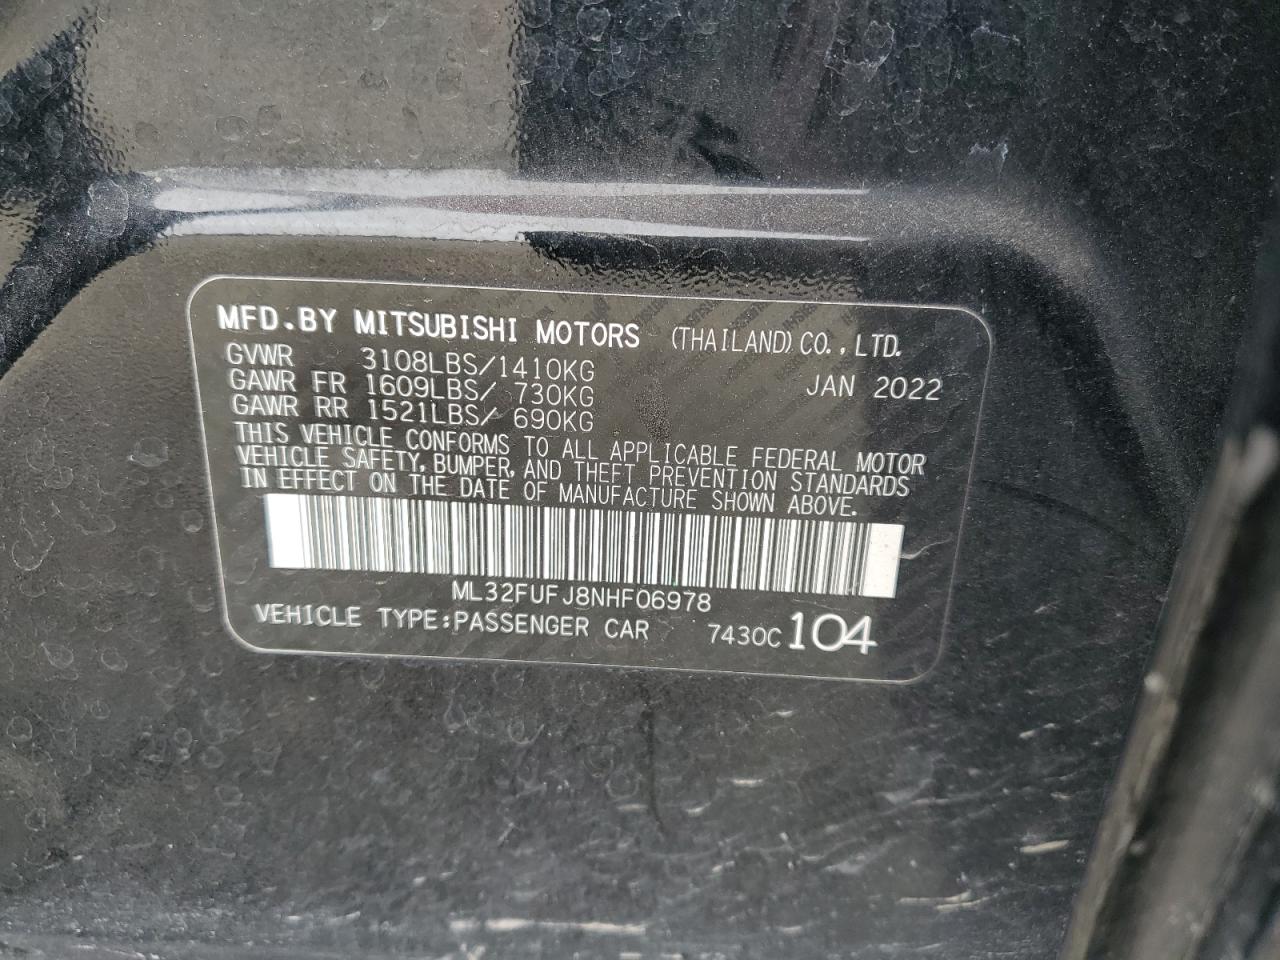 MFD.BY MITSUBISHI MOTORS (THAILAND) CO.,LTD.
GVWR 3108LBS/1410KG JAN 2022
GAWR FR 1609LBS/ 730KG
GAWR RR 1521LBS/ 690KG
THIS VEHICLE CONFORMS TO ALL APPLICABLE FEDERAL MOTOR
VEHICLE SAFETY, BUMPER, AND THEFT PREVENTION STANDARDS
IN EFFECT ON THE DATE OF MANUFACTURE SHOWN ABOVE.
ML32FUFJ8NHF06978
VEHICLE TYPE:PASSENGER CAR 7430C 104